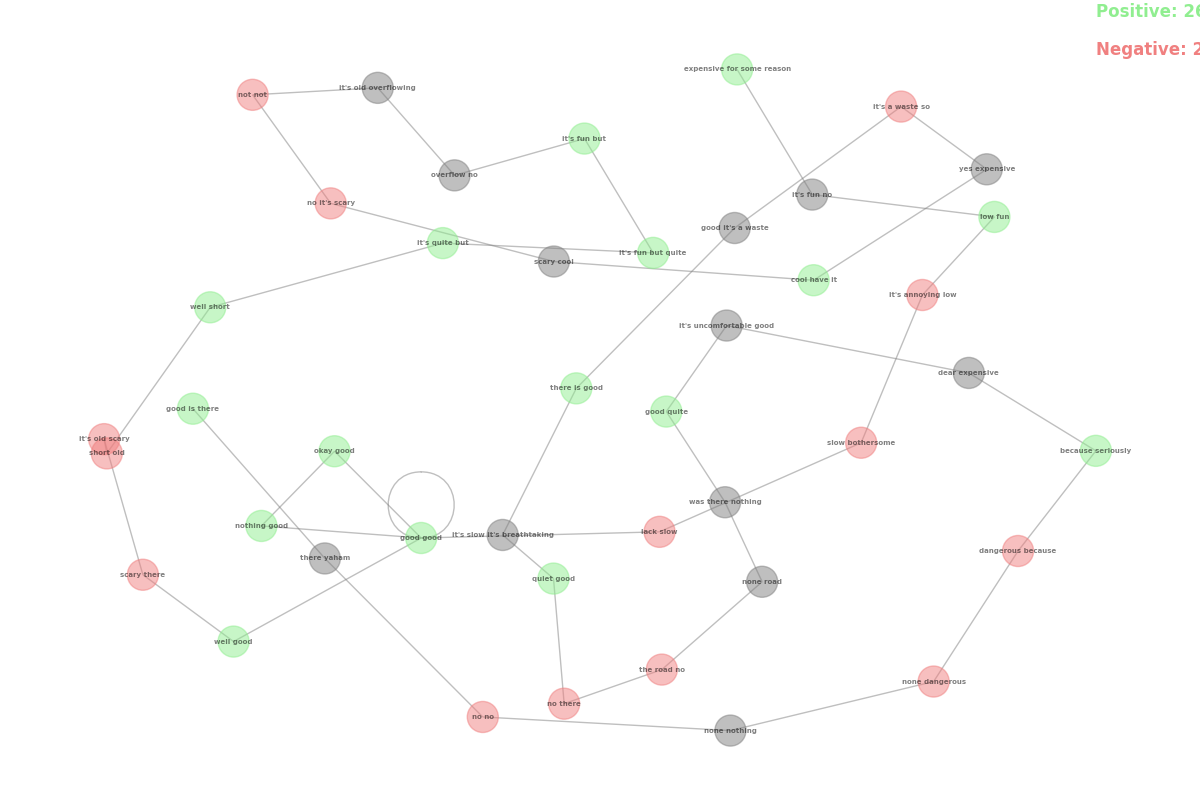 Positive: 26
Negative: 2
expensive for some reason
It's old overflowing
not not
It's a waste so
It's fun but
yes expensive
overflow no
It's fun no
no It's scary
low fun
good It's a waste
It's quite but
It's fun but quite
scary cool
cool have it
It's annoying low
well short
It's uncomfortable good
dear expensive
there is good
good is there
good quite
It's old scary
slow bothersome
okay good
because seriously
short old
was there nothing
nothing good
lack slow
It's slow It's breathtaking
good good
dangerous because
there yaham
scary there
quiet good
none road
well good
the road no
none dangerous
no there
no no
none nothing